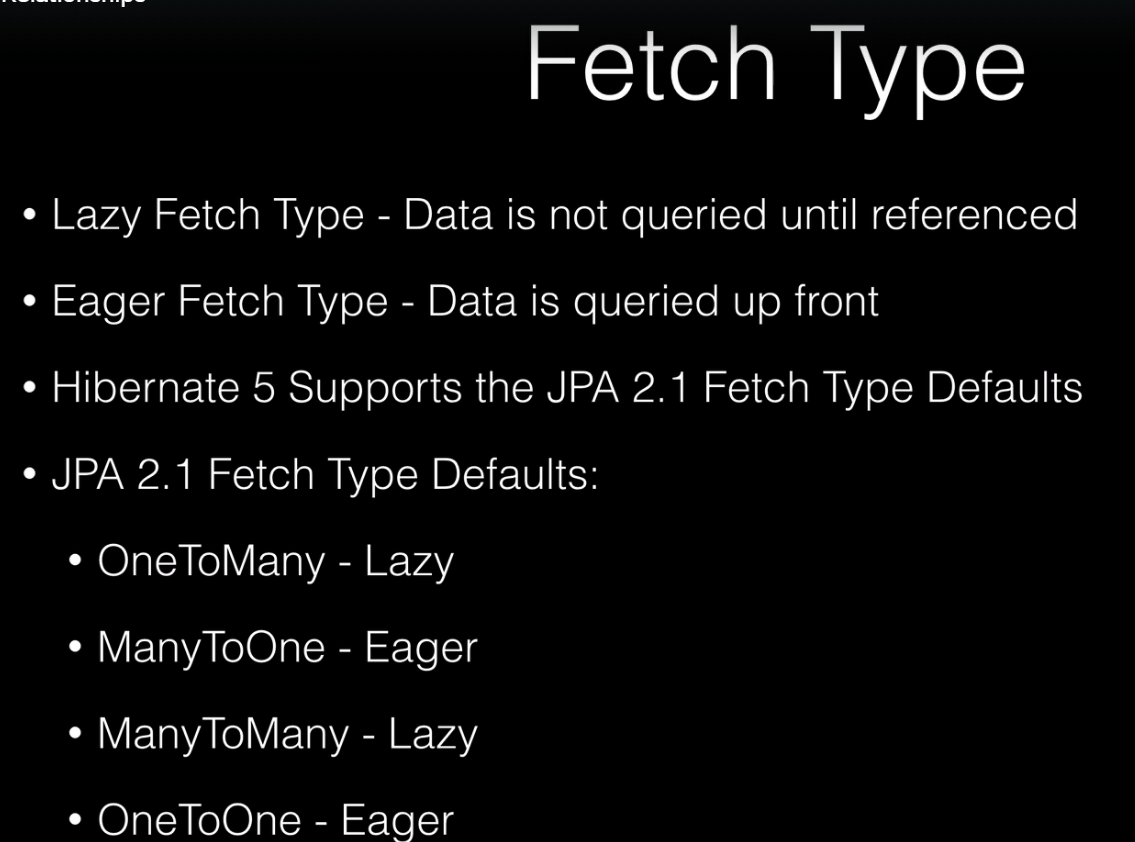 Relationships
Fetch Type
• Lazy Fetch Type - Data is not queried until referenced
• Eager Fetch Type - Data is queried up front
• Hibernate 5 Supports the JPA 2.1 Fetch Type Defaults
• JPA 2.1 Fetch Type Defaults:
• OneToMany - Lazy
• ManyToOne - Eager
• ManyToMany - Lazy
• OneToOne - Eager